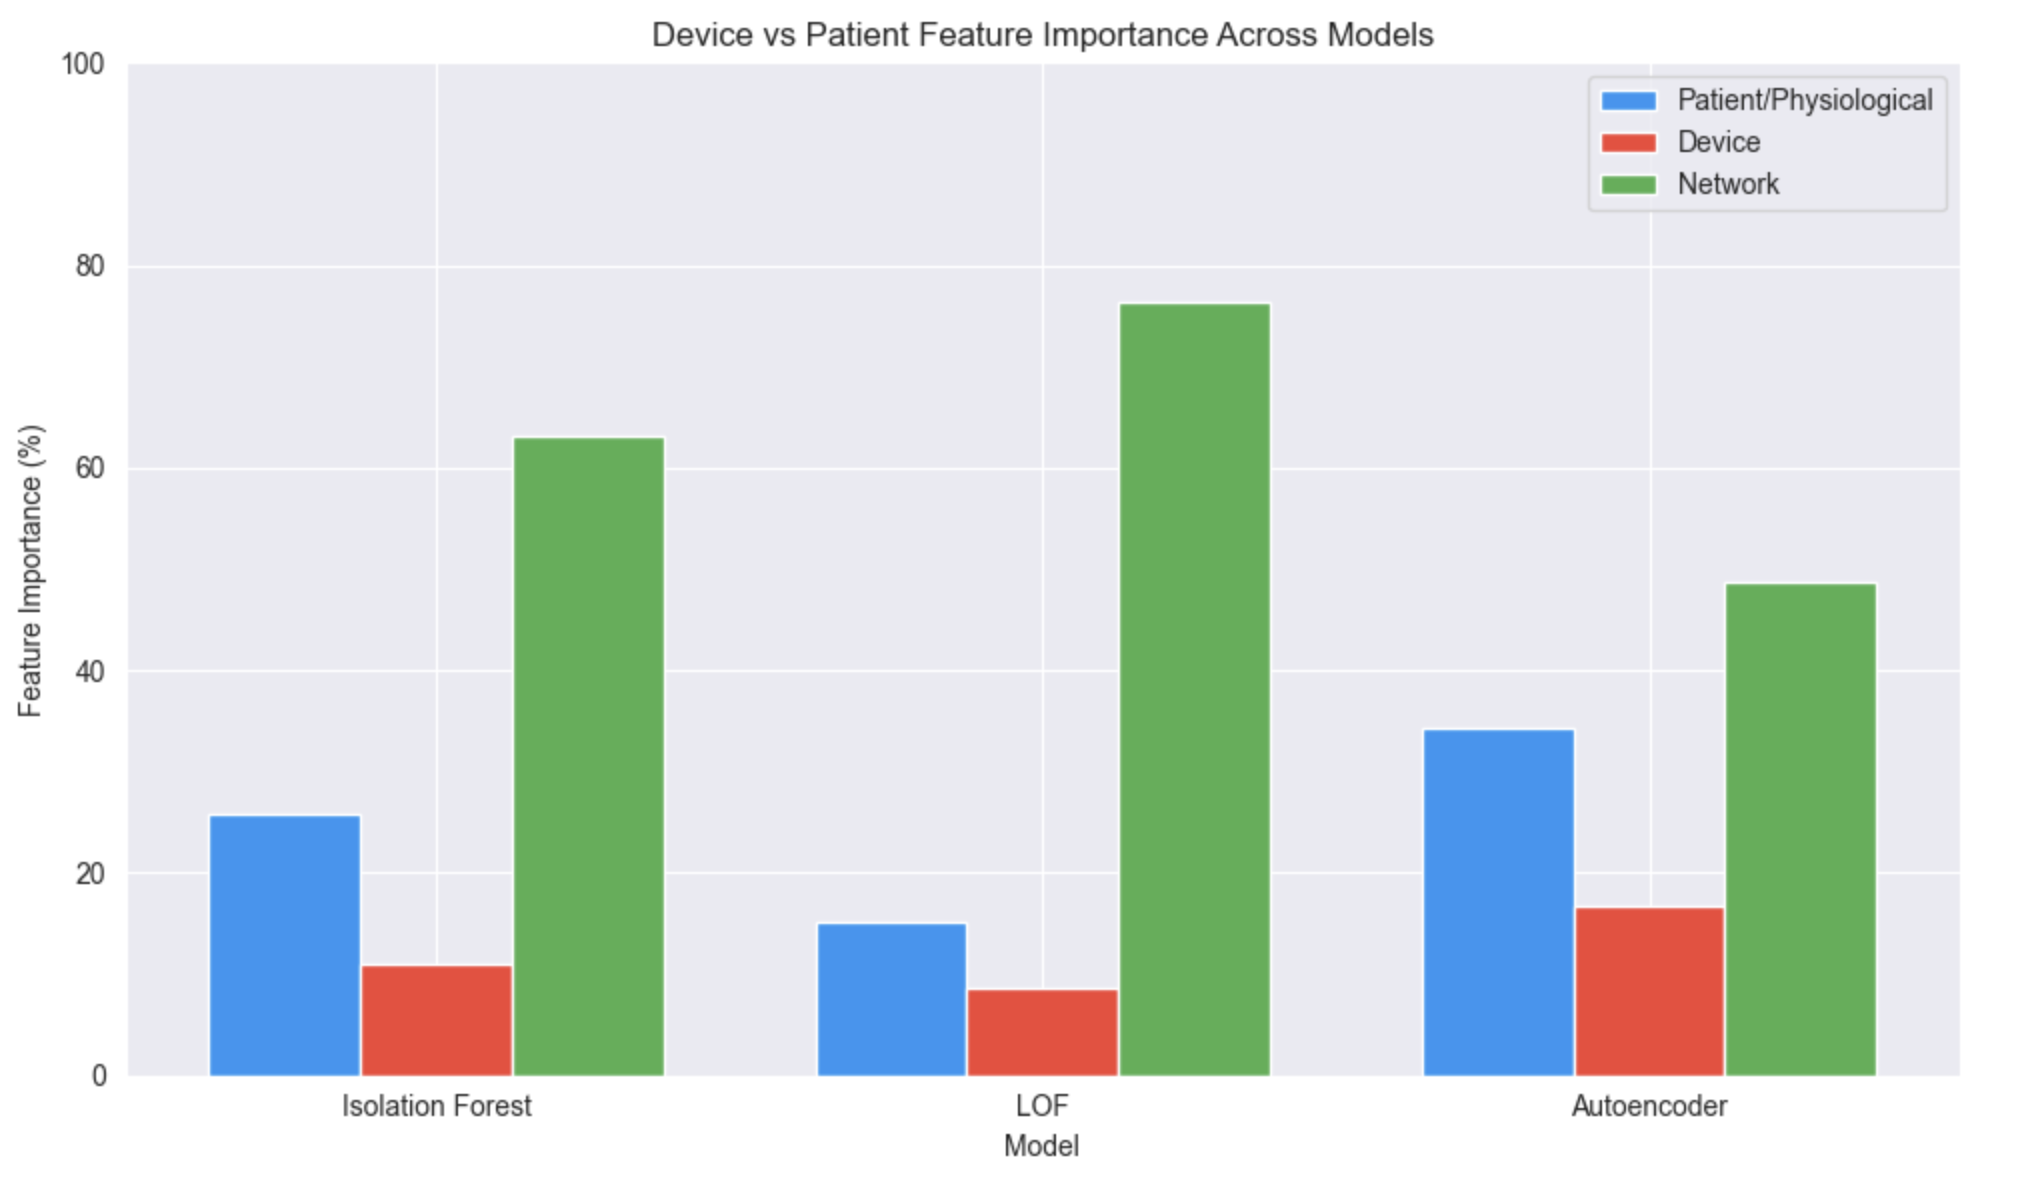 Device vs Patient Feature Importance Across Models
100
80
60
40
20
0
Feature Importance (%)
Patient/Physiological
Device
Network
Isolation Forest
LOF
Autoencoder
Model